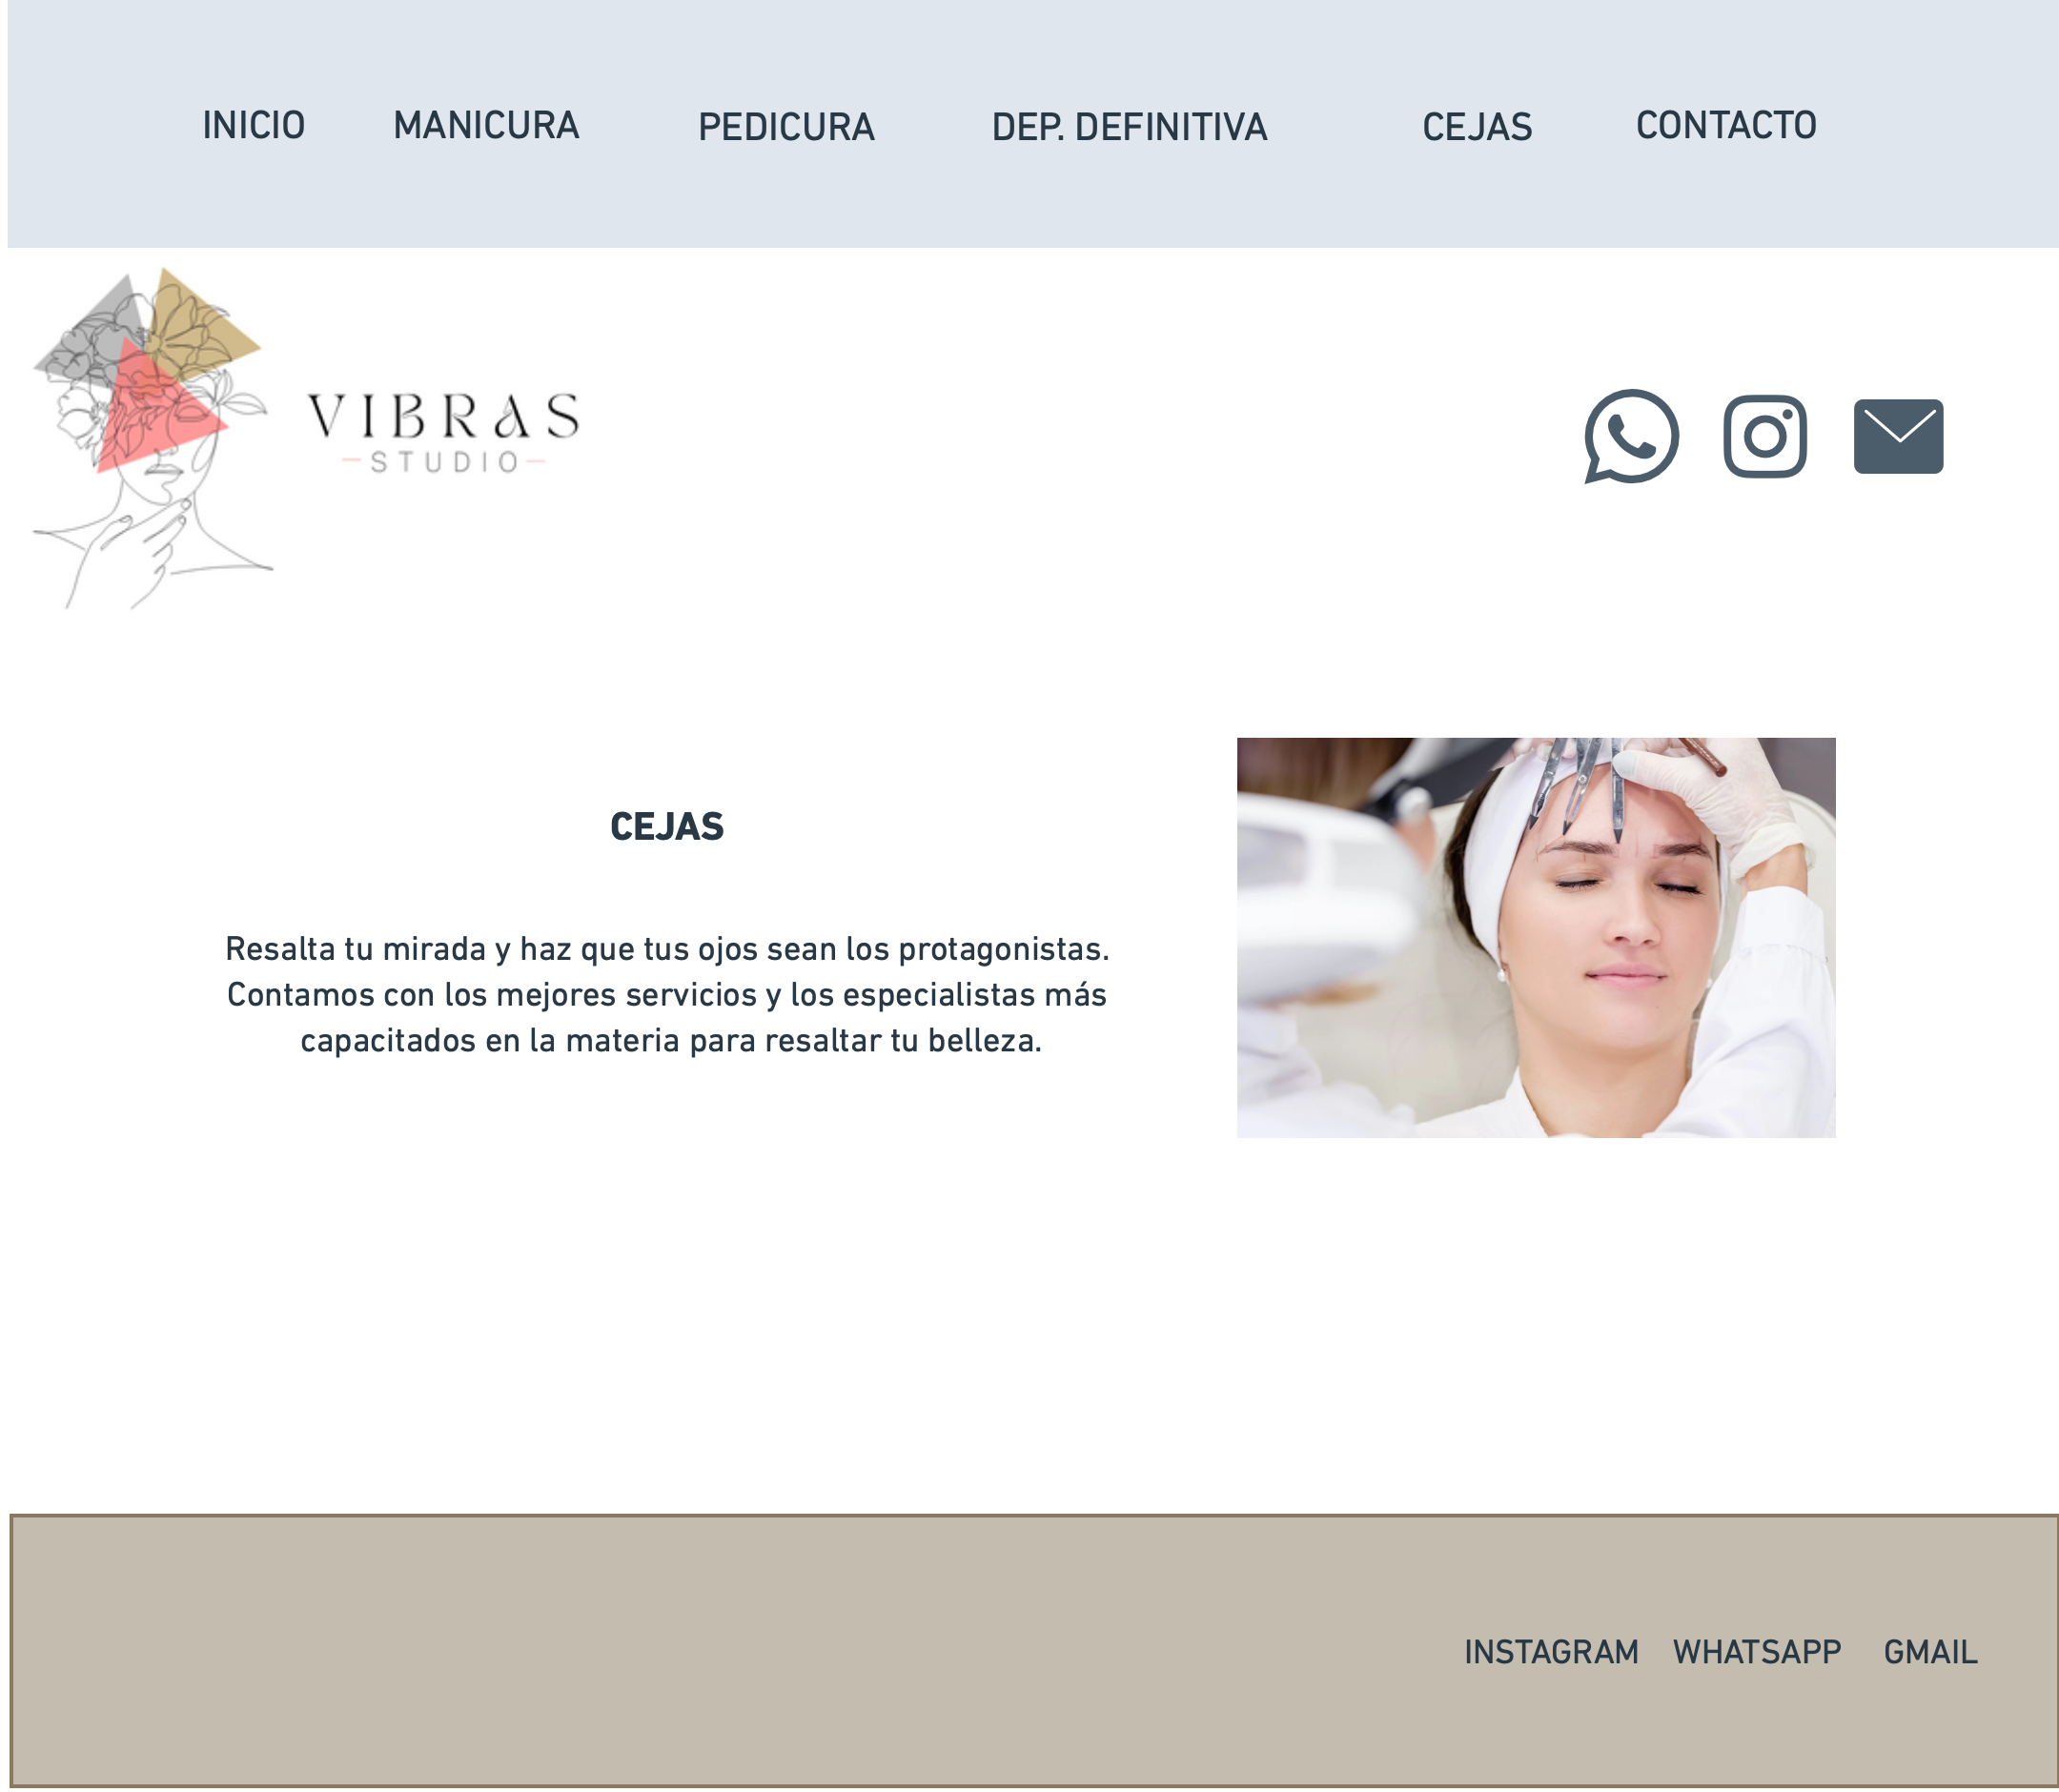 INICIO MANICURA PEDICURA DEP. DEFINITIVA CEJAS CONTACTO
VIBRAS
STUDIO
CEJAS
Resalta tu mirada y haz que tus ojos sean los protagonistas.
Contamos con los mejores servicios y los especialistas más
capacitados en la materia para resaltar tu belleza.
INSTAGRAM WHATSAPP GMAIL